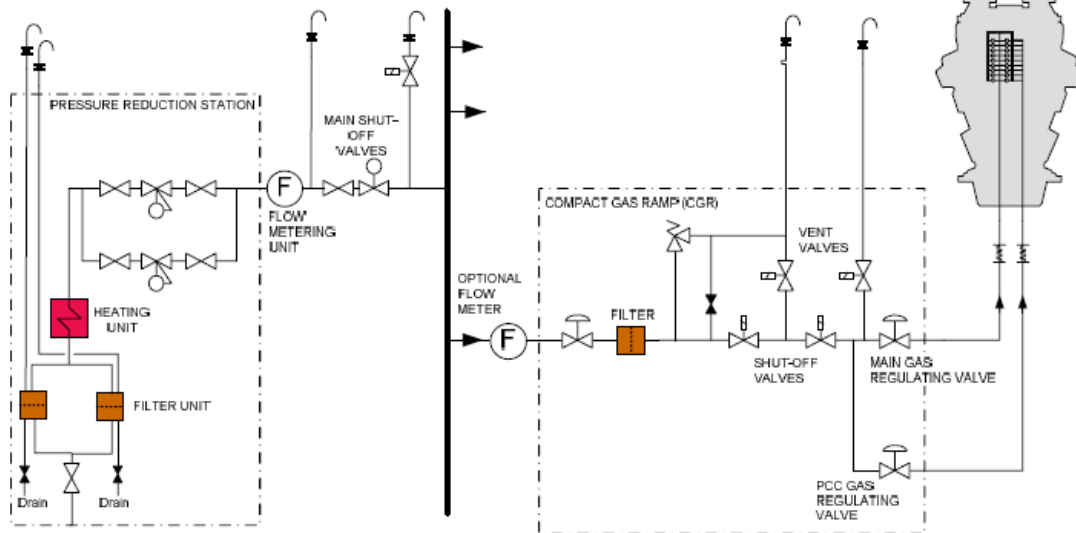 PRESSURE REDUCTION STATION
MAIN SHUT-
OFF
VALVES
F
FLOW
METERING
UNIT
HEATING
UNIT
FILTER UNIT
Drain
Drain
COMPACT GAS RAMP (CGR)
VENT
VALVES
OPTIONAL
FLOW
METER
F
FILTER
SHUT-OFF
VALVES
MAIN GAS
REGULATING VALVE
PCC GAS
REGULATING
VALVE